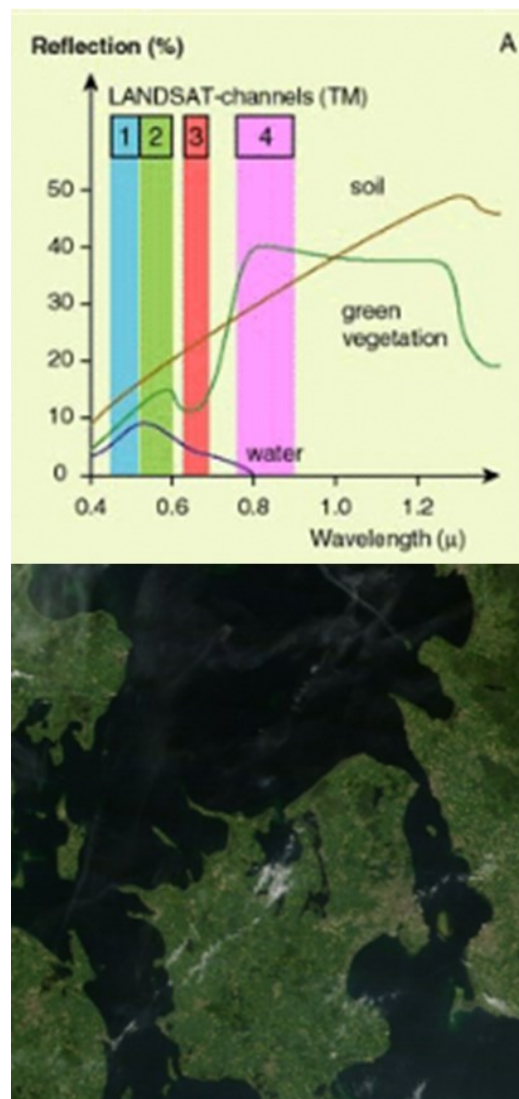 Reflection (%) A
LANDSAT-channels (TM)
1 2 3 4
50
40
30
20
10
0
soil
green
vegetation
water
0.4 0.6 0.8 1.0 1.2
Wavelength (μ)